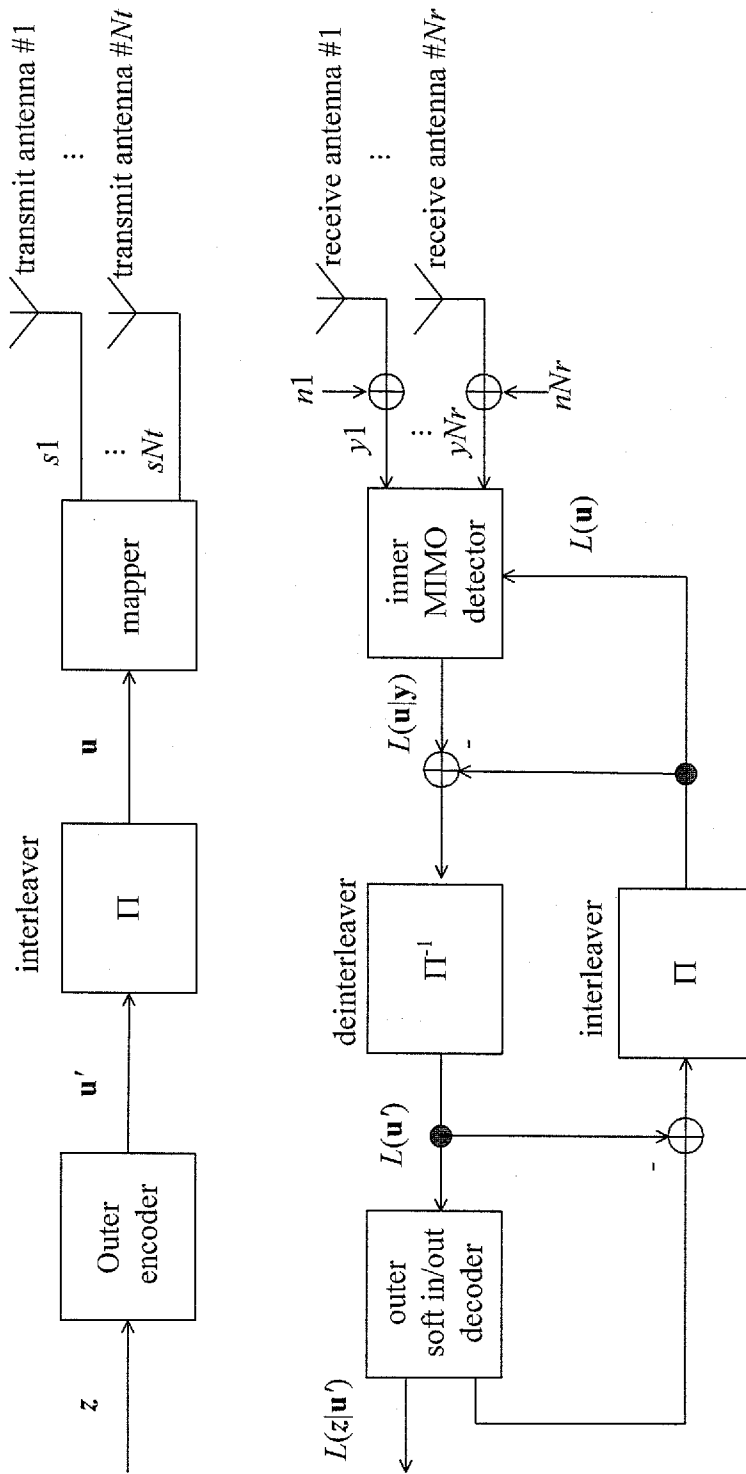 transmit antenna #1
⋮
transmit antenna #Nt
s1
⋮
sNt
interleaver
z
Outer
encoder
u′
Π
u
mapper
receive antenna #1
⋮
receive antenna #Nr
n1
y1
⋮
yNr
nNr
L(z|u′)
outer
soft in/out
decoder
L(u′)
deinterleaver
Π-1
L(u|y)
-
inner
MIMO
detector
L(u)
-
interleaver
Π